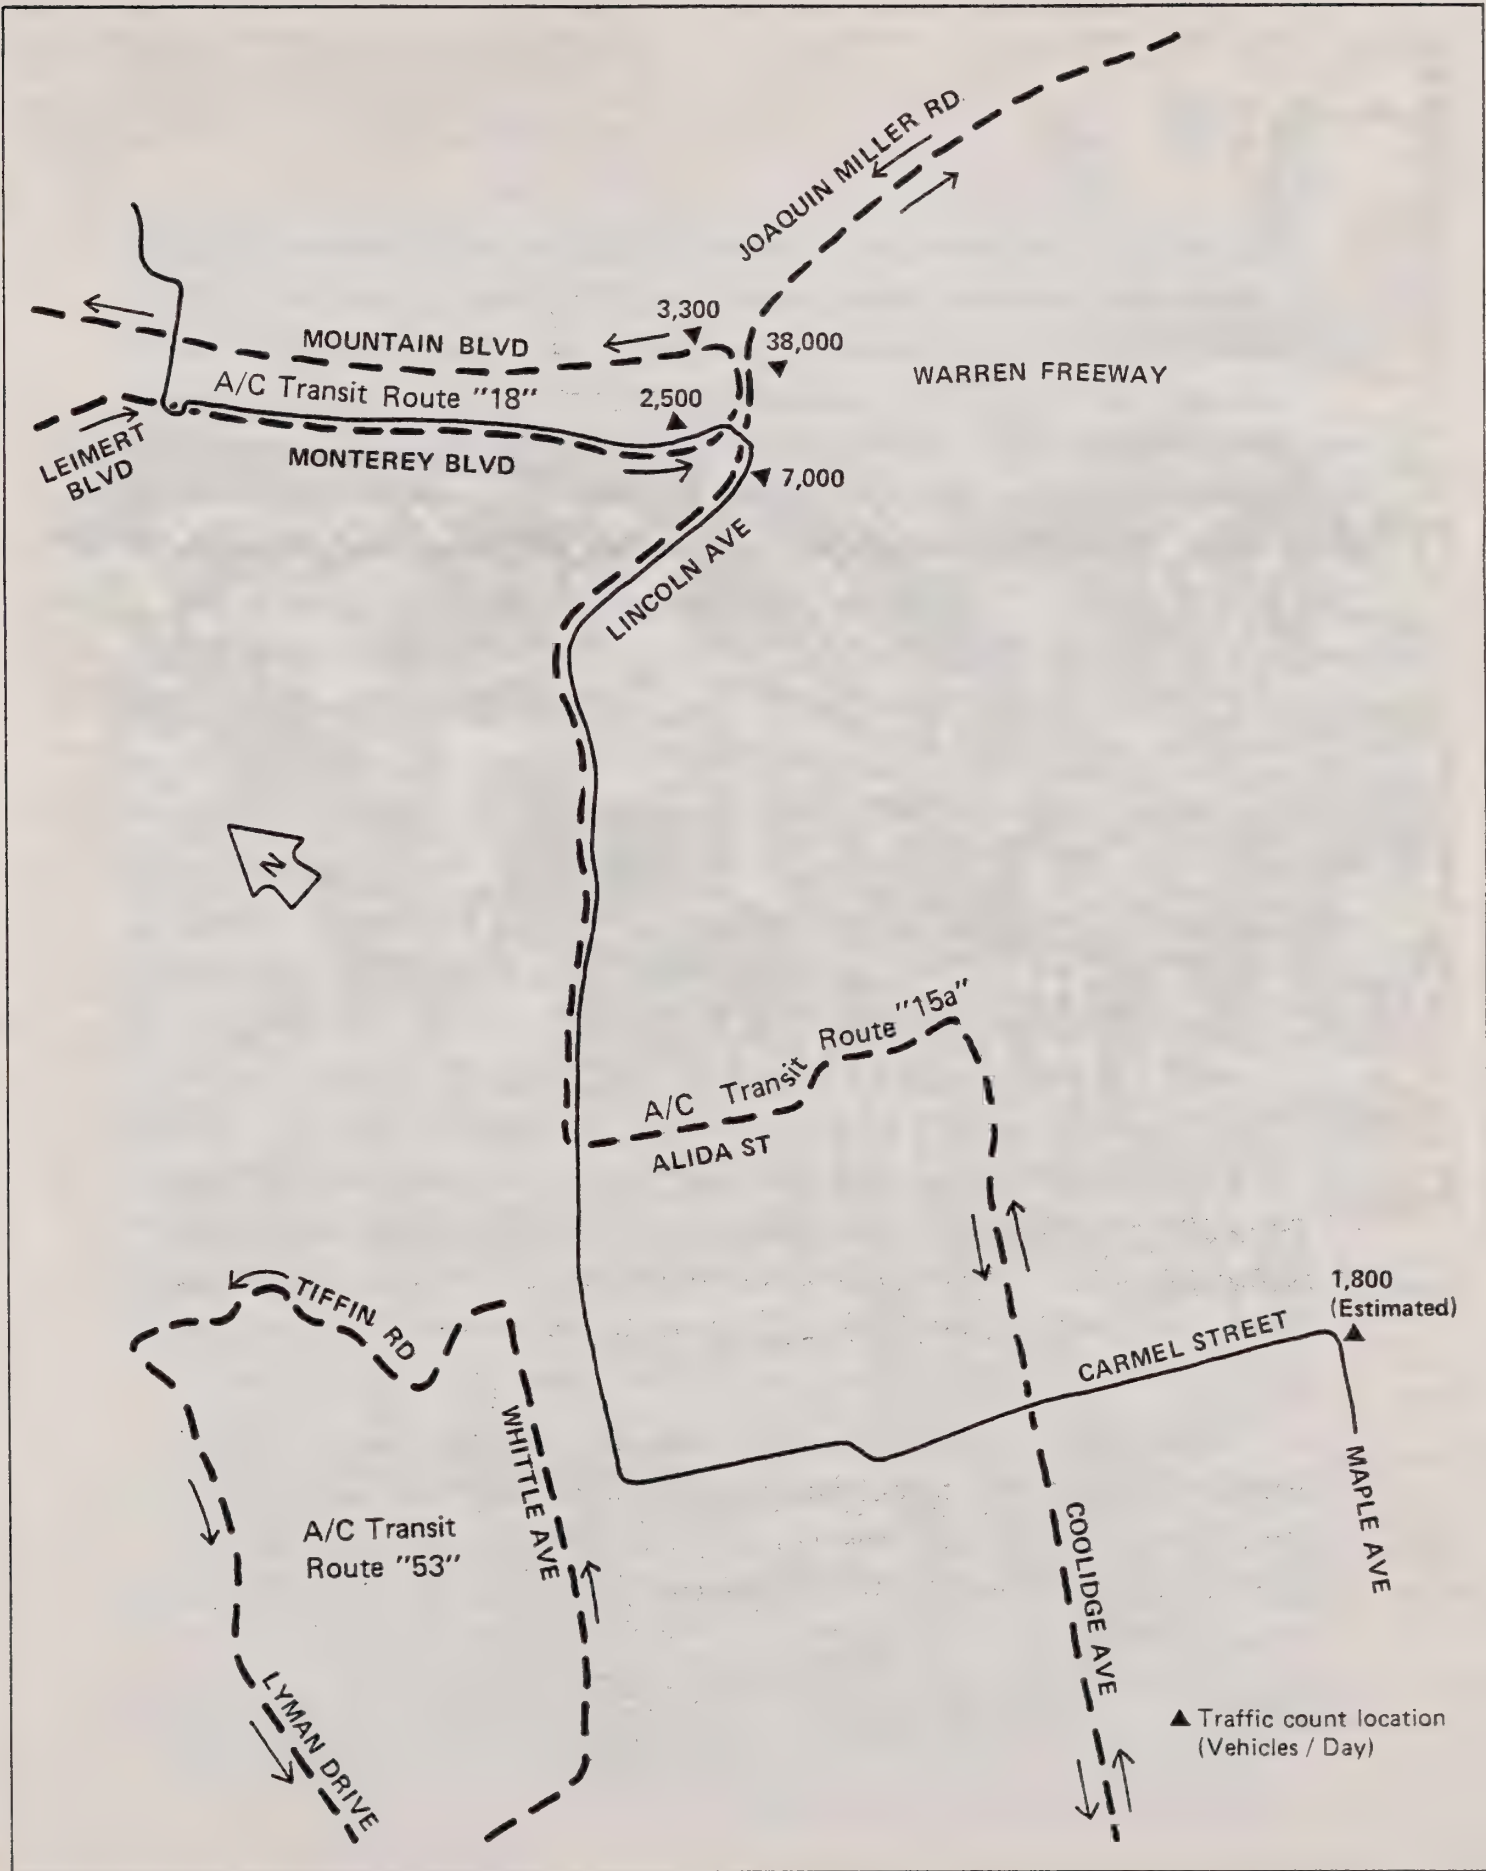 JOAQUIN MILLER RD.
3,300
MOUNTAIN BLVD
38,000
WARREN FREEWAY
A/C Transit Route "18"
2,500
LEIMERT
BLVD
MONTEREY BLVD
7,000
LINCOLN AVE
N
A/C Transit Route "15a"
ALIDA ST
1,800
(Estimated)
TIFFIN RD
CARMEL STREET
WHITTLE AVE
MAPLE AVE
A/C Transit
Route "53"
COOLIDGE AVE
LYMAN DRIVE
Traffic count location
(Vehicles / Day)